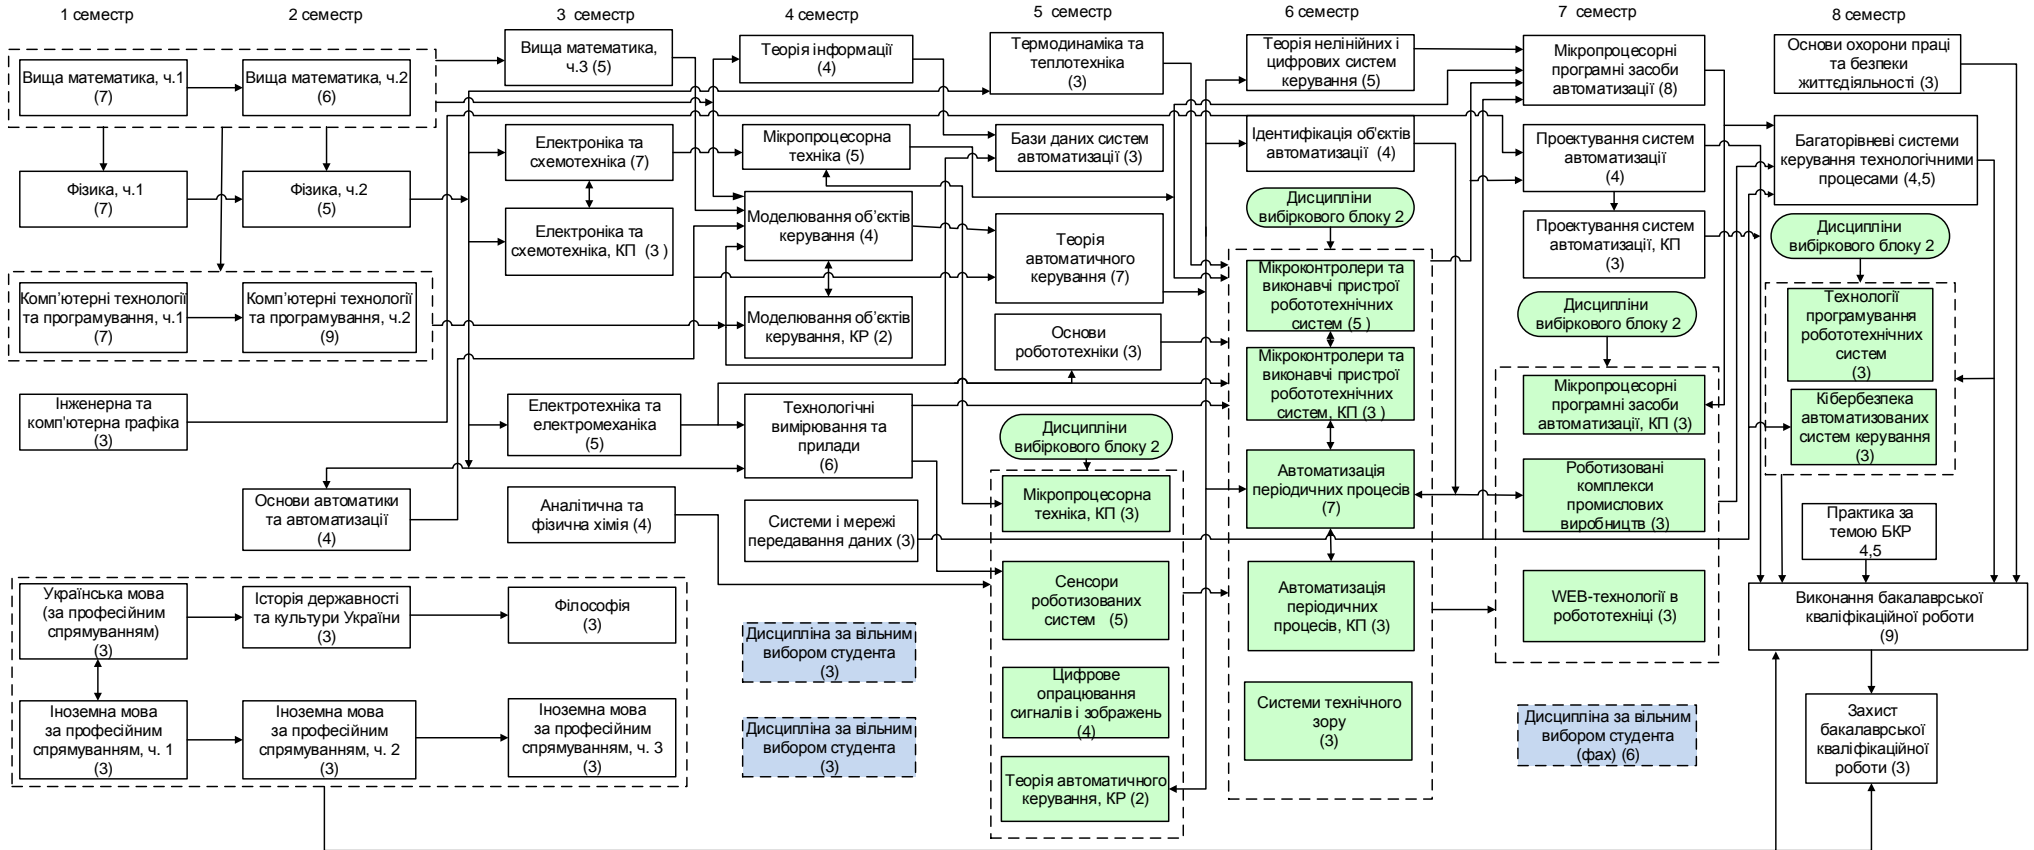 1 семестр
2 семестр
3 семестр
4 семестр
5 семестр
6 семестр
7 семестр
8 семестр
Вища математика, ч.1
(7)
Вища математика, ч.2
(6)
Фізика, ч.1
(7)
Фізика, ч.2
(5)
Комп'ютерні технології
та програмування, ч.1
(7)
Комп'ютерні технології
та програмування, ч.2
(9)
Інженерна та
комп'ютерна графіка
(3)
Основи автоматики
та автоматизації
(4)
Українська мова
(за професійним
спрямуванням)
(3)
Історія державності
та культури України
(3)
Філософія
(3)
Іноземна мова
за професійним
спрямуванням, ч. 1
(3)
Іноземна мова
за професійним
спрямуванням, ч. 2
(3)
Іноземна мова
за професійним
спрямуванням, ч. 3
(3)
Вища математика,
ч.3 (5)
Електроніка та
схемотехніка (7)
Електроніка та
схемотехніка, КП (3 )
Електротехніка та
електромеханіка
(5)
Аналітична та
фізична хімія (4)
Теорія інформації
(4)
Мікропроцесорна
техніка (5)
Моделювання об'єктів
керування (4)
Моделювання об'єктів
керування, КР (2)
Технологічні
вимірювання та
прилади
(6)
Системи і мережі
передавання даних (3)
Дисципліна за вільним
вибором студента
(3)
Дисципліна за вільним
вибором студента
(3)
Термодинаміка та
теплотехніка
(3)
Бази даних систем
автоматизації (3)
Теорія
автоматичного
керування (7)
Основи
робототехніки (3)
Дисципліни
вибіркового блоку 2
Мікропроцесорна
техніка, КП (3)
Сенсори
роботизованих
систем (5)
Цифрове
опрацювання
сигналів і зображень
(4)
Теорія автоматичного
керування, КР (2)
Теорія нелінійних і
цифрових систем
керування (5)
Ідентифікація об'єктів
автоматизації (4)
Дисципліни
вибіркового блоку 2
Мікроконтролери та
виконавчі пристрої
робототехнічних
систем (5 )
Мікроконтролери та
виконавчі пристрої
робототехнічних
систем, КП (3 )
Автоматизація
періодичних процесів
(7)
Автоматизація
періодичних
процесів, КП (3)
Системи технічного
зору
(3)
Мікропроцесорні
програмні засоби
автоматизації (8)
Проектування систем
автоматизації
(4)
Проектування систем
автоматизації, КП
(3)
Дисципліни
вибіркового блоку 2
Мікропроцесорні
програмні засоби
автоматизації, КП (3)
Роботизовані
комплекси
промислових
виробництв (3)
WEB-технології в
робототехніці (3)
Дисципліна за вільним
вибором студента
(фах) (6)
Основи охорони праці
та безпеки
життєдіяльності (3)
Багаторівневі системи
керування технологічними
процесами (4,5)
Дисципліни
вибіркового блоку 2
Технології
програмування
робототехнічних
систем
(3)
Кібербезпека
автоматизованих
систем керування
(3)
Практика за
темою БКР
4,5
Виконання бакалаврської
кваліфікаційної роботи
(9)
Захист
бакалаврської
кваліфікаційної
роботи (3)